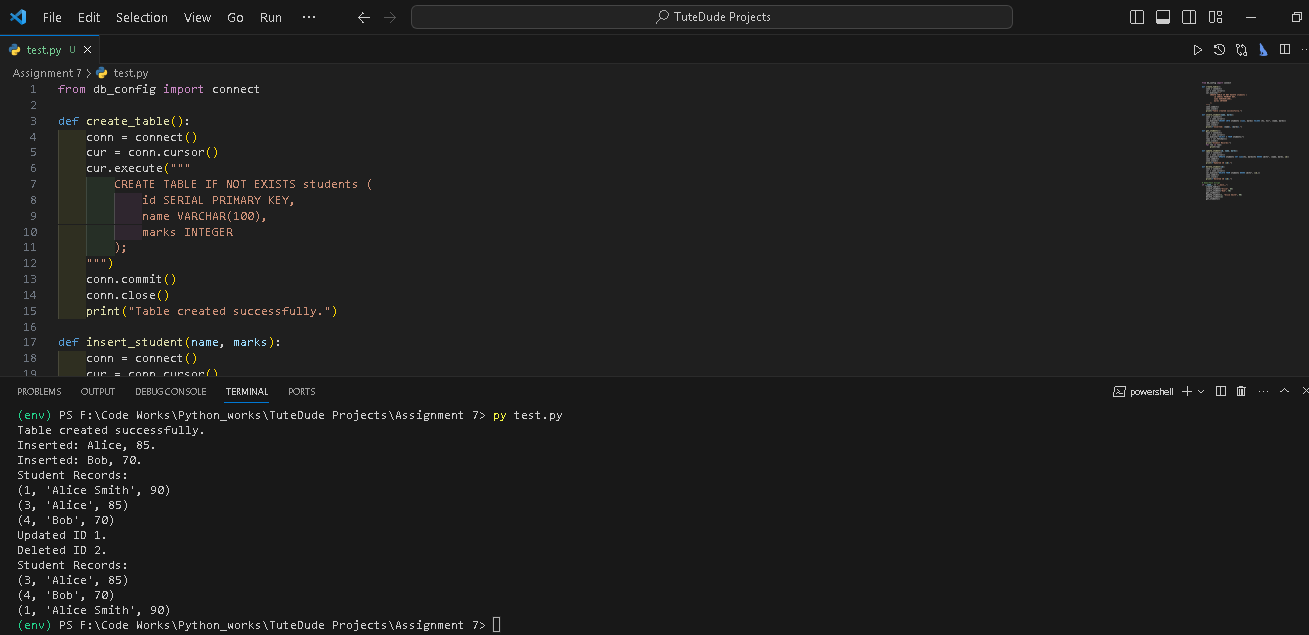 File Edit Selection View Go Run ··· TuteDude Projects
test.py U
Assignment 7 > test.py
1 from db_config import connect
2
3 def create_table():
4 conn = connect()
5 cur = conn.cursor()
6 cur.execute("""
7 CREATE TABLE IF NOT EXISTS students (
8 id SERIAL PRIMARY KEY,
9 name VARCHAR(100),
10 marks INTEGER
11 );
12 """)
13 conn.commit()
14 conn.close()
15 print("Table created successfully.")
16
17 def insert_student(name, marks):
18 conn = connect()
19 cur = conn.cursor()
PROBLEMS OUTPUT DEBUG CONSOLE TERMINAL PORTS powershell
(env) PS F:\Code Works\Python_works\TuteDude Projects\Assignment 7> py test.py
Table created successfully.
Inserted: Alice, 85.
Inserted: Bob, 70.
Student Records:
(1, 'Alice Smith', 90)
(3, 'Alice', 85)
(4, 'Bob', 70)
Updated ID 1.
Deleted ID 2.
Student Records:
(3, 'Alice', 85)
(4, 'Bob', 70)
(1, 'Alice Smith', 90)
(env) PS F:\Code Works\Python_works\TuteDude Projects\Assignment 7>